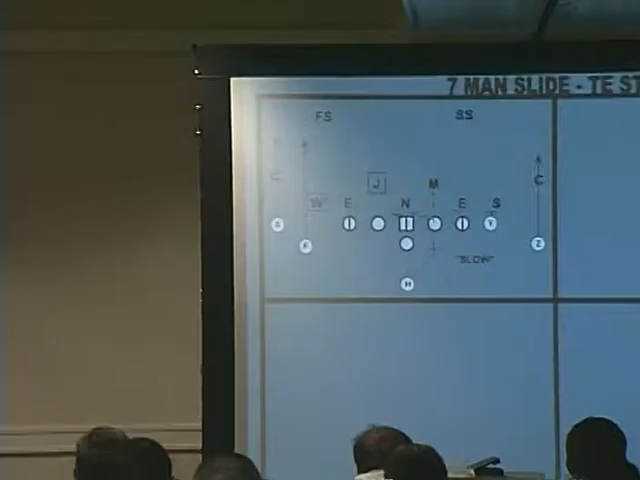 7 MAN SLIDE - TE ST
FS SS
C
J M
W E N E S
Z
"SLOW"
H